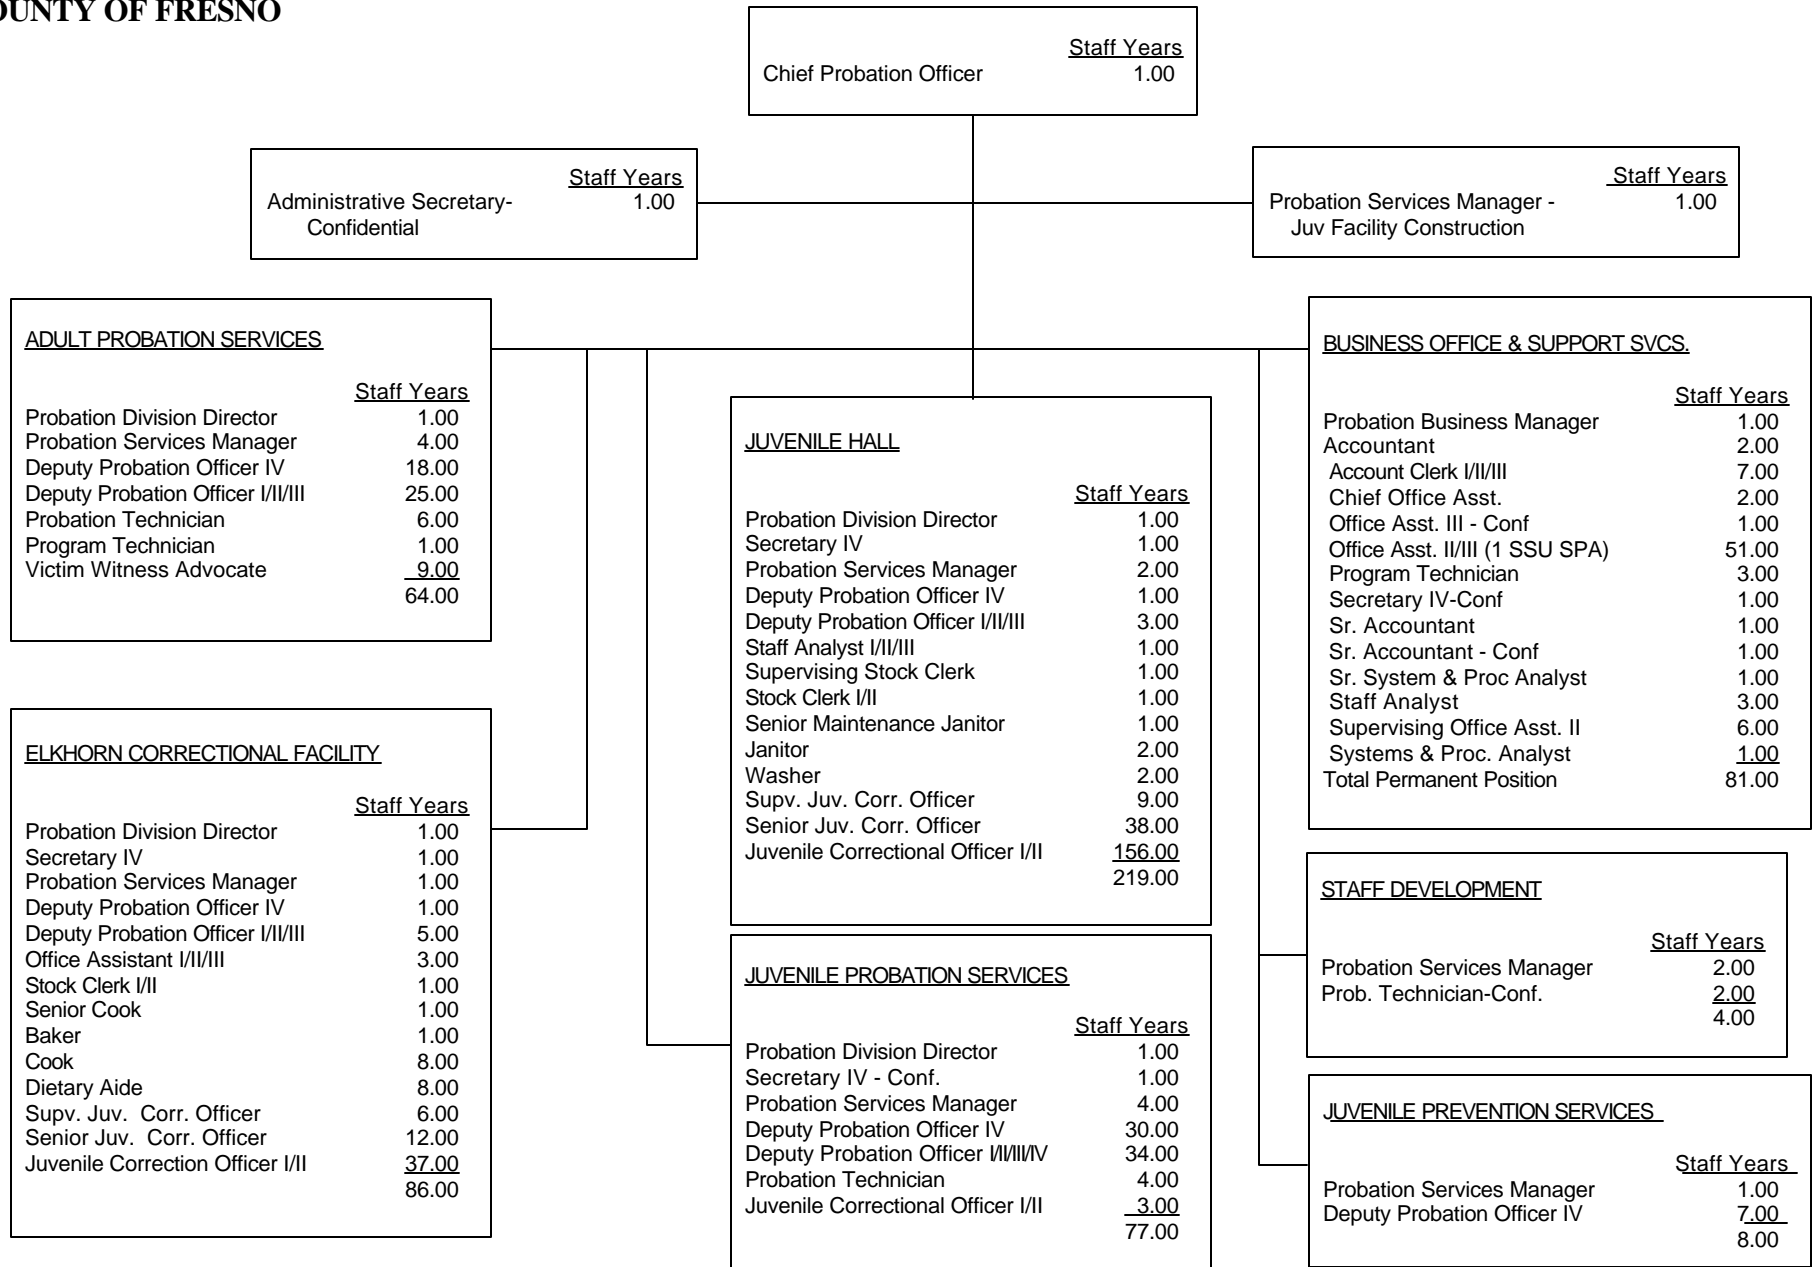 OUNTY OF FRESNO
Staff Years
Chief Probation Officer 1.00
Staff Years
Administrative Secretary- 1.00
Confidential
Staff Years
Probation Services Manager - 1.00
Juv Facility Construction
ADULT PROBATION SERVICES
Staff Years
Probation Division Director 1.00
Probation Services Manager 4.00
Deputy Probation Officer IV 18.00
Deputy Probation Officer I/II/III 25.00
Probation Technician 6.00
Program Technician 1.00
Victim Witness Advocate 9.00
64.00
ELKHORN CORRECTIONAL FACILITY
Staff Years
Probation Division Director 1.00
Secretary IV 1.00
Probation Services Manager 1.00
Deputy Probation Officer IV 1.00
Deputy Probation Officer I/II/III 5.00
Office Assistant I/II/III 3.00
Stock Clerk I/II 1.00
Senior Cook 1.00
Baker 1.00
Cook 8.00
Dietary Aide 8.00
Supv. Juv. Corr. Officer 6.00
Senior Juv. Corr. Officer 12.00
Juvenile Correction Officer I/II 37.00
86.00
JUVENILE HALL
Staff Years
Probation Division Director 1.00
Secretary IV 1.00
Probation Services Manager 2.00
Deputy Probation Officer IV 1.00
Deputy Probation Officer I/II/III 3.00
Staff Analyst I/II/III 1.00
Supervising Stock Clerk 1.00
Stock Clerk I/II 1.00
Senior Maintenance Janitor 1.00
Janitor 2.00
Washer 2.00
Supv. Juv. Corr. Officer 9.00
Senior Juv. Corr. Officer 38.00
Juvenile Correctional Officer I/II 156.00
219.00
JUVENILE PROBATION SERVICES
Staff Years
Probation Division Director 1.00
Secretary IV - Conf. 1.00
Probation Services Manager 4.00
Deputy Probation Officer IV 30.00
Deputy Probation Officer I/II/III/IV 34.00
Probation Technician 4.00
Juvenile Correctional Officer I/II 3.00
77.00
BUSINESS OFFICE & SUPPORT SVCS.
Staff Years
Probation Business Manager 1.00
Accountant 2.00
Account Clerk I/II/III 7.00
Chief Office Asst. 2.00
Office Asst. III - Conf 1.00
Office Asst. II/III (1 SSU SPA) 51.00
Program Technician 3.00
Secretary IV-Conf 1.00
Sr. Accountant 1.00
Sr. Accountant - Conf 1.00
Sr. System & Proc Analyst 1.00
Staff Analyst 3.00
Supervising Office Asst. II 6.00
Systems & Proc. Analyst 1.00
Total Permanent Position 81.00
STAFF DEVELOPMENT
Staff Years
Probation Services Manager 2.00
Prob. Technician-Conf. 2.00
4.00
JUVENILE PREVENTION SERVICES
Staff Years
Probation Services Manager 1.00
Deputy Probation Officer IV 7.00
8.00